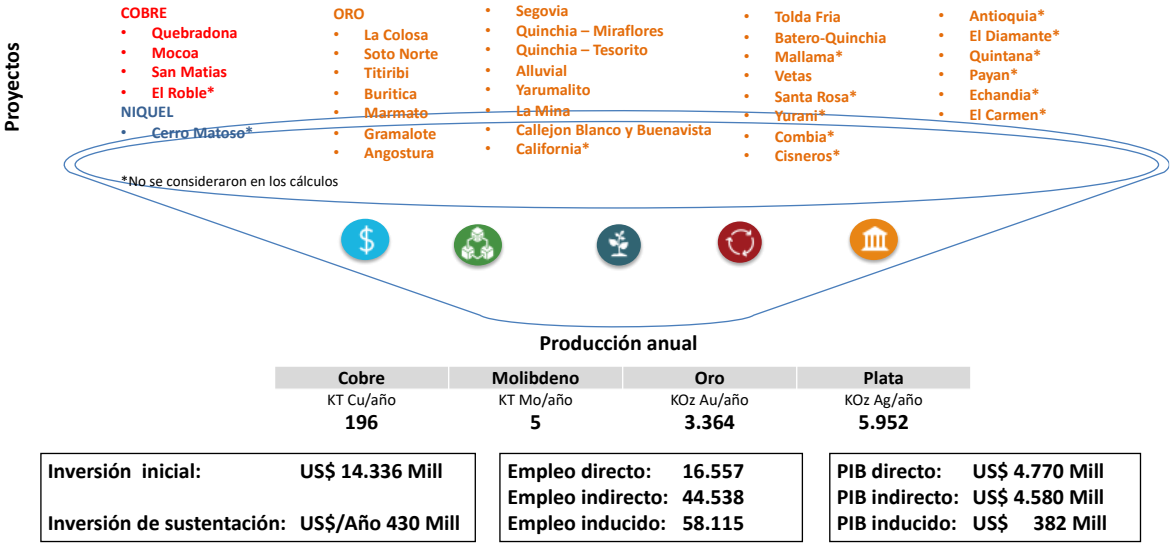 Proyectos
COBRE
• Quebradona
• Mocoa
• San Matias
• El Roble*
NIQUEL
• Cerro Matoso*
ORO
• La Colosa
• Soto Norte
• Titiribi
• Buritica
• Marmato
• Gramalote
• Angostura
• Segovia
• Quinchia – Miraflores
• Quinchia – Tesorito
• Alluvial
• Yarumalito
• La Mina
• Callejon Blanco y Buenavista
• California*
• Tolda Fria
• Batero-Quinchia
• Mallama*
• Vetas
• Santa Rosa*
• Yurani*
• Combia*
• Cisneros*
• Antioquia*
• El Diamante*
• Quintana*
• Payan*
• Echandia*
• El Carmen*
*No se consideraron en los cálculos
$
Producción anual
Cobre Molibdeno Oro Plata
KT Cu/año KT Mo/año KOz Au/año KOz Ag/año
196 5 3.364 5.952
Inversión inicial: US$ 14.336 Mill
Inversión de sustentación: US$/Año 430 Mill
Empleo directo: 16.557
Empleo indirecto: 44.538
Empleo inducido: 58.115
PIB directo: US$ 4.770 Mill
PIB indirecto: US$ 4.580 Mill
PIB inducido: US$ 382 Mill